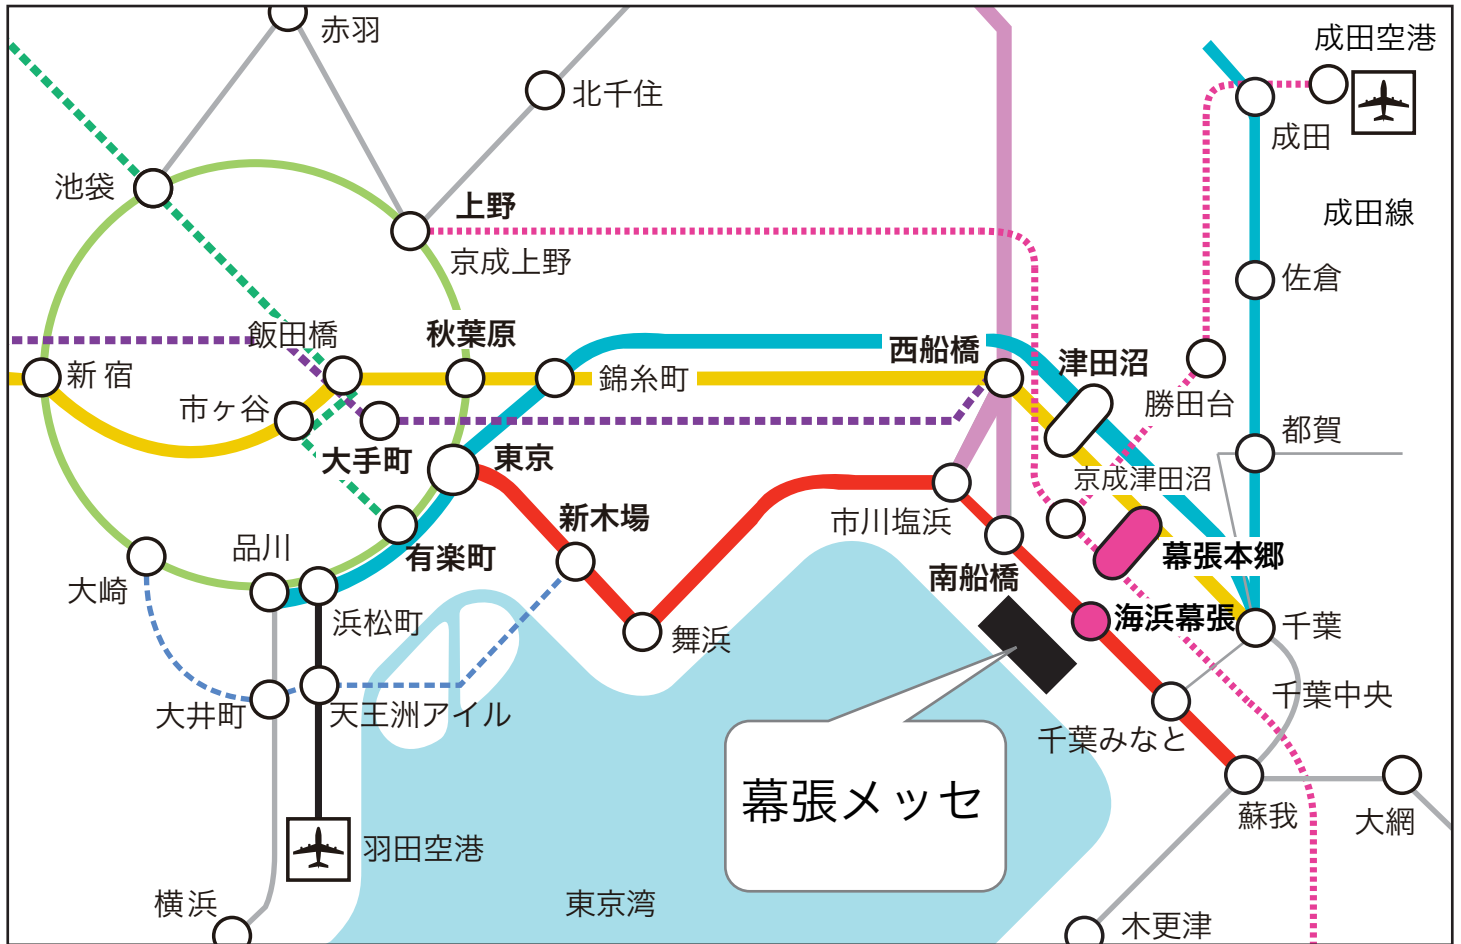 赤羽
成田空港
北千住
成田
池袋
上野
成田線
京成上野
佐倉
飯田橋
秋葉原
西船橋
津田沼
新宿
錦糸町
市ヶ谷
勝田台
都賀
大手町
東京
京成津田沼
新木場
市川塩浜
品川
有楽町
幕張本郷
南船橋
大崎
浜松町
海浜幕張
千葉
舞浜
千葉中央
大井町
天王洲アイル
千葉みなと
幕張メッセ
蘇我
大網
羽田空港
横浜
東京湾
木更津